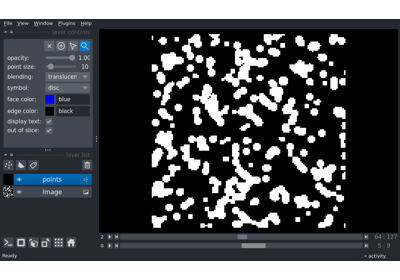 File View Window Plugins Help
layer controls
opacity: 1.00
point size: 10
blending: translucen
symbol: disc
face color: blue
edge color: black
display text:
out of slice:
layer list
points
Image
2 64 127
0 5 9
Ready activity